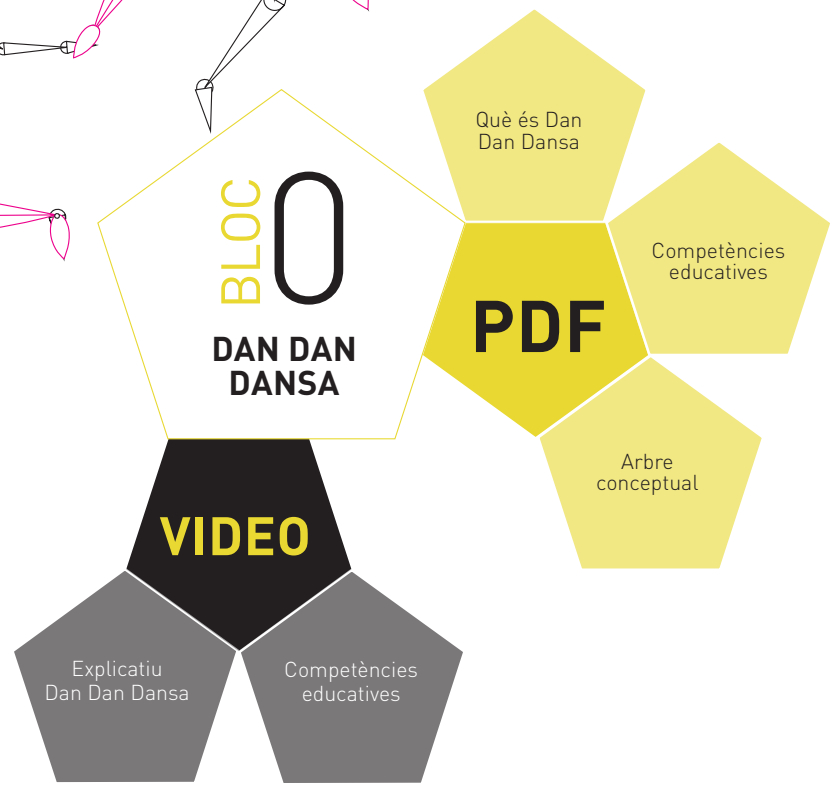 BLOC 0
DAN DAN
DANSA
PDF
Què és Dan
Dan Dansa
Competències
educatives
Arbre
conceptual
VIDEO
Explicatiu
Dan Dan Dansa
Competències
educatives